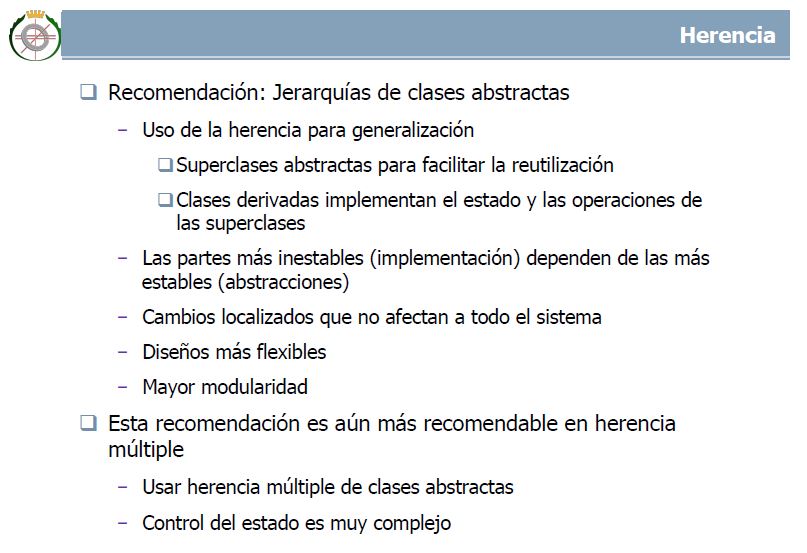 Herencia
❑ Recomendación: Jerarquías de clases abstractas
– Uso de la herencia para generalización
❑ Superclases abstractas para facilitar la reutilización
❑ Clases derivadas implementan el estado y las operaciones de
las superclases
– Las partes más inestables (implementación) dependen de las más
estables (abstracciones)
– Cambios localizados que no afectan a todo el sistema
– Diseños más flexibles
– Mayor modularidad
❑ Esta recomendación es aún más recomendable en herencia
múltiple
– Usar herencia múltiple de clases abstractas
– Control del estado es muy complejo